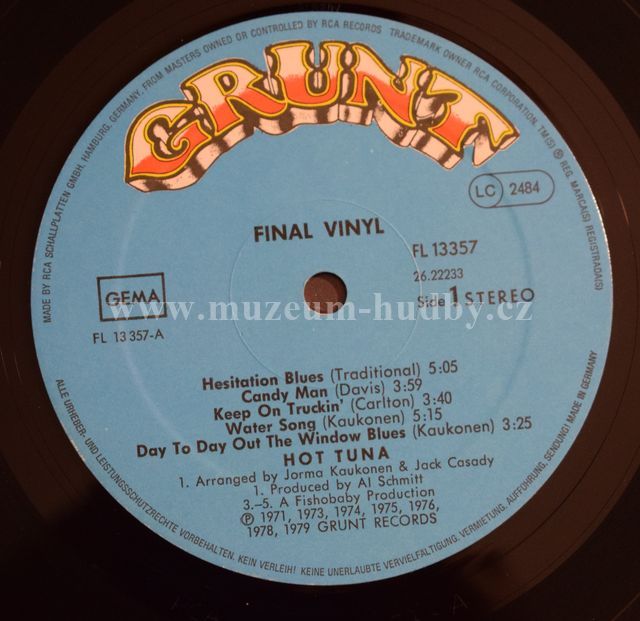 MADE BY RCA SCHALLPLATTEN GMBH. HAMBURG, GERMANY, FROM MASTERS OWNED OR CONTROLLED BY RCA RECORDS TRADEMARK OWNER RCA CORPORATION. TM(S) ® REG. MARCA(S) REGISTRADA(S)
GRUNT
LC 2484
FINAL VINYL
FL 13357
26.22233
GEMA
Side 1 STEREO
www.muzeum-hudby.cz
FL 13 357-A
Hesitation Blues (Traditional) 5:05
Candy Man (Davis) 3:59
Keep On Truckin' (Carlton) 3:40
Water Song (Kaukonen) 5:15
Day To Day Out The Window Blues (Kaukonen) 3:25
HOT TUNA
1. Arranged by Jorma Kaukonen & Jack Casady
1. Produced by Al Schmitt
3.–5. A Fishobaby Production
℗ 1971, 1973, 1974, 1975, 1976,
1978, 1979 GRUNT RECORDS
ALLE URHEBER- UND LEISTUNGSSCHUTZRECHTE VORBEHALTEN. KEIN VERLEIH! KEINE UNERLAUBTE VERVIELFÄLTIGUNG, VERMIETUNG, AUFFÜHRUNG, SENDUNG! MADE IN GERMANY